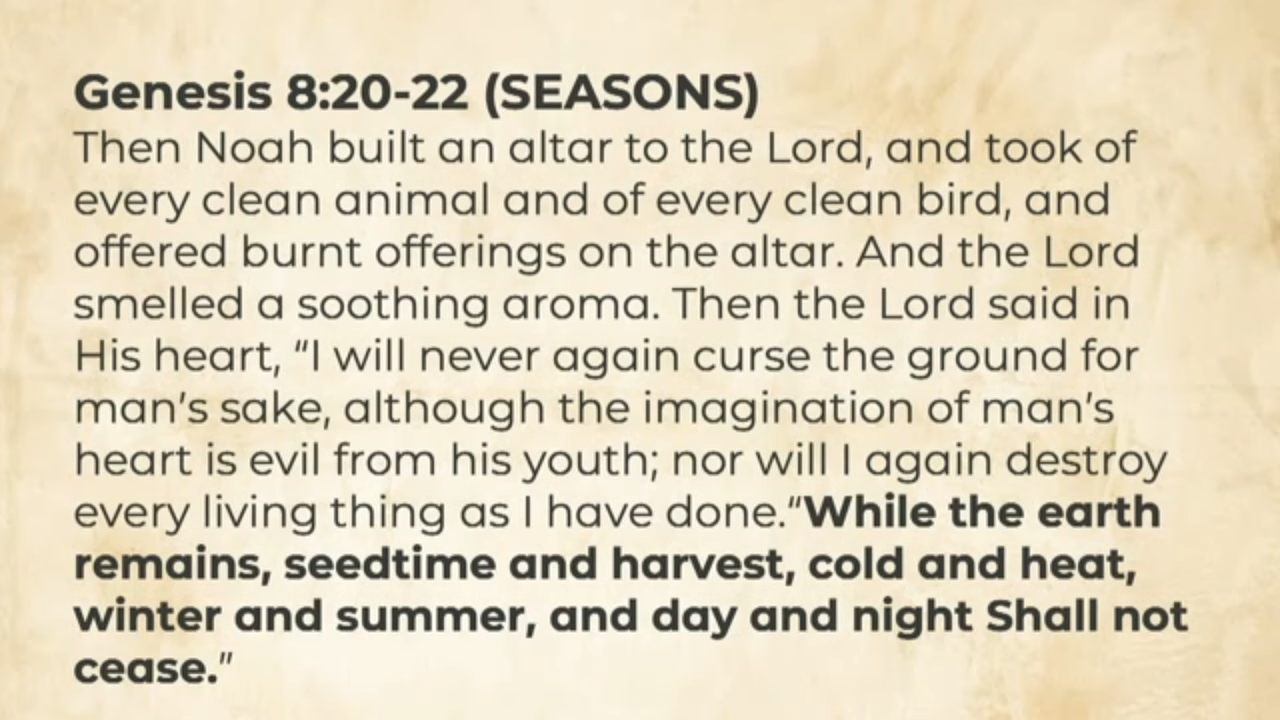 Genesis 8:20-22 (SEASONS)
Then Noah built an altar to the Lord, and took of
every clean animal and of every clean bird, and
offered burnt offerings on the altar. And the Lord
smelled a soothing aroma. Then the Lord said in
His heart, “I will never again curse the ground for
man's sake, although the imagination of man's
heart is evil from his youth; nor will I again destroy
every living thing as I have done.“While the earth
remains, seedtime and harvest, cold and heat,
winter and summer, and day and night Shall not
cease.”